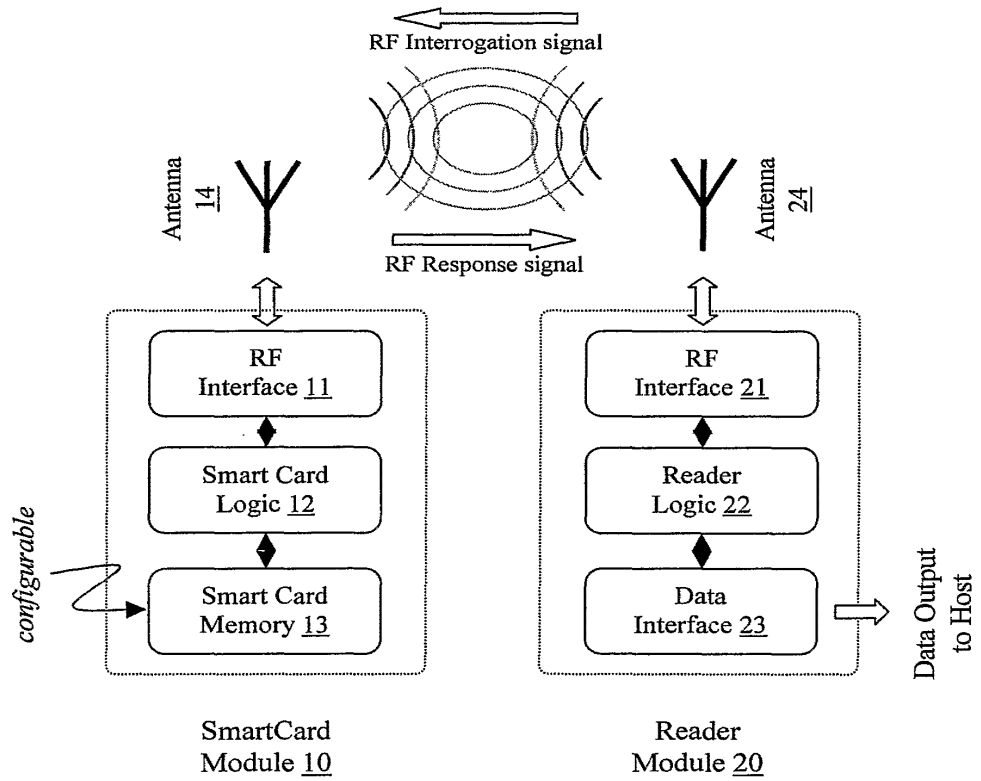 RF Interrogation signal
Antenna
14
Antenna
24
RF Response signal
RF
Interface 11
RF
Interface 21
Smart Card
Logic 12
Reader
Logic 22
configurable
Smart Card
Memory 13
Data
Interface 23
Data Output
to Host
SmartCard
Module 10
Reader
Module 20